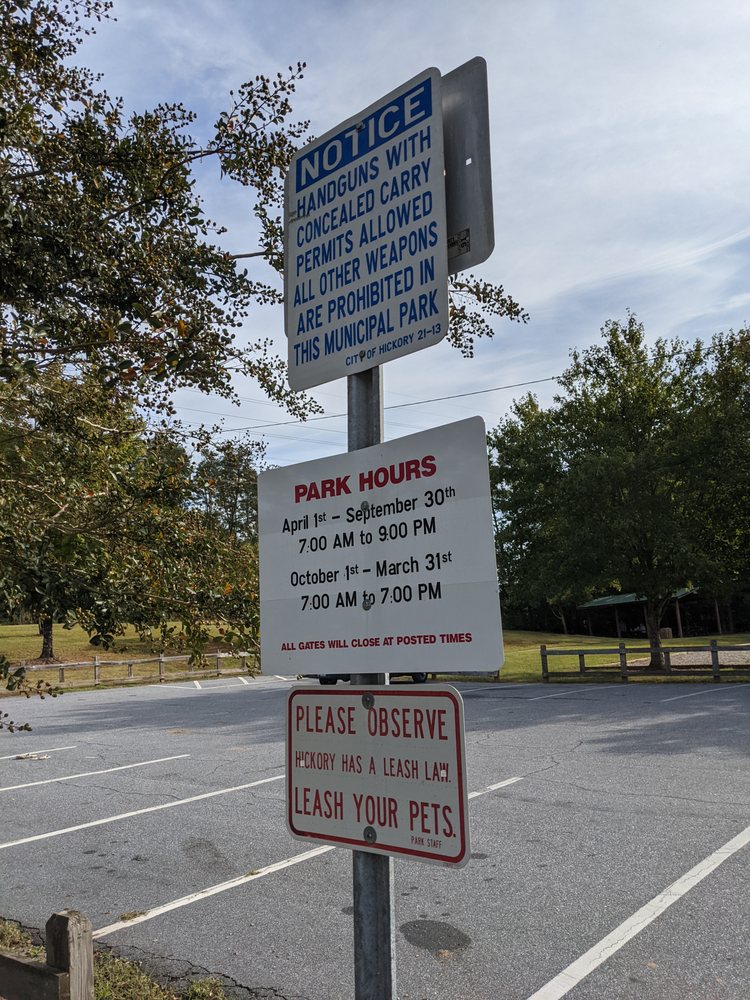 NOTICE
HANDGUNS WITH
CONCEALED CARRY
PERMITS ALLOWED
ALL OTHER WEAPONS
ARE PROHIBITED IN
THIS MUNICIPAL PARK
CITY OF HICKORY 21-13
PARK HOURS
April 1st – September 30th
7:00 AM to 9:00 PM
October 1st – March 31st
7:00 AM to 7:00 PM
ALL GATES WILL CLOSE AT POSTED TIMES
PLEASE OBSERVE
HICKORY HAS A LEASH LAW.
LEASH YOUR PETS.
PARK STAFF